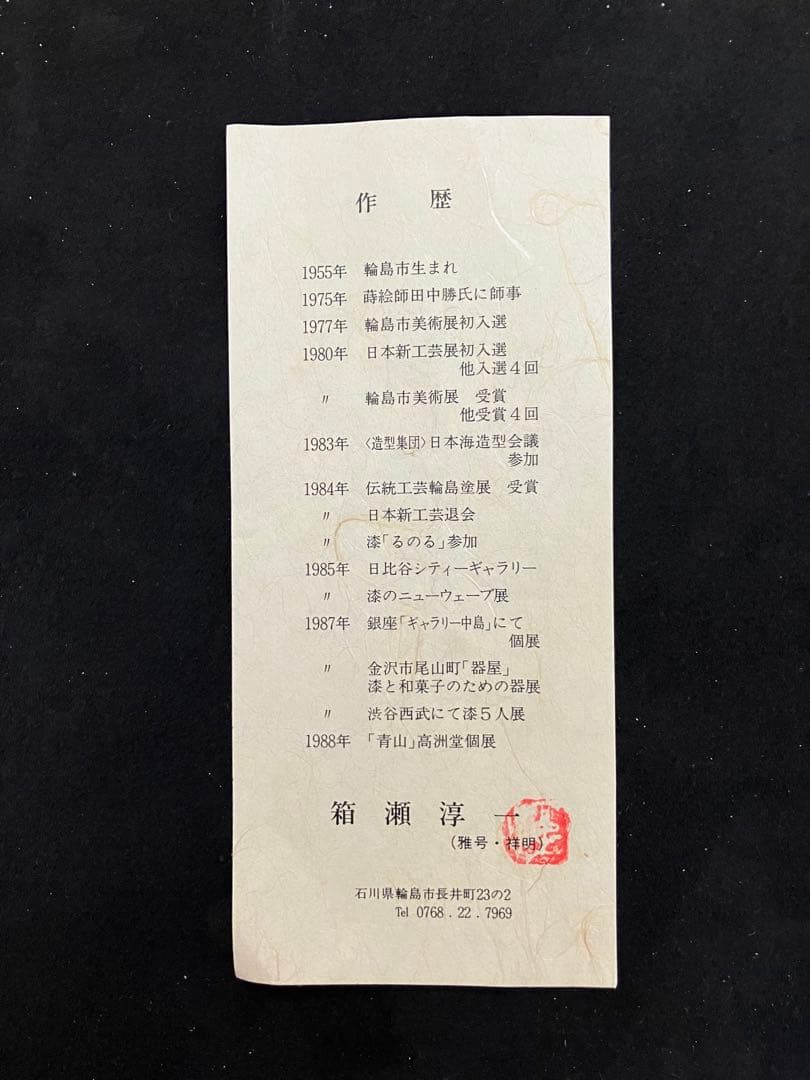 作　歴
1955年　輪島市生まれ
1975年　蒔絵師田中勝氏に師事
1977年　輪島市美術展初入選
1980年　日本新工芸展初入選
他入選4回
〃　輪島市美術展　受賞
他受賞4回
1983年　〈造型集団〉日本海造型会議
参加
1984年　伝統工芸輪島塗展　受賞
〃　日本新工芸退会
〃　漆「るのる」参加
1985年　日比谷シティーギャラリー
〃　漆のニューウェーブ展
1987年　銀座「ギャラリー中島」にて
個展
〃　金沢市尾山町「器屋」
漆と和菓子のための器展
〃　渋谷西武にて漆5人展
1988年　「青山」高洲堂個展
箱瀬淳一
(雅号・祥明)
石川県輪島市長井町23の2
Tel 0768．22．7969